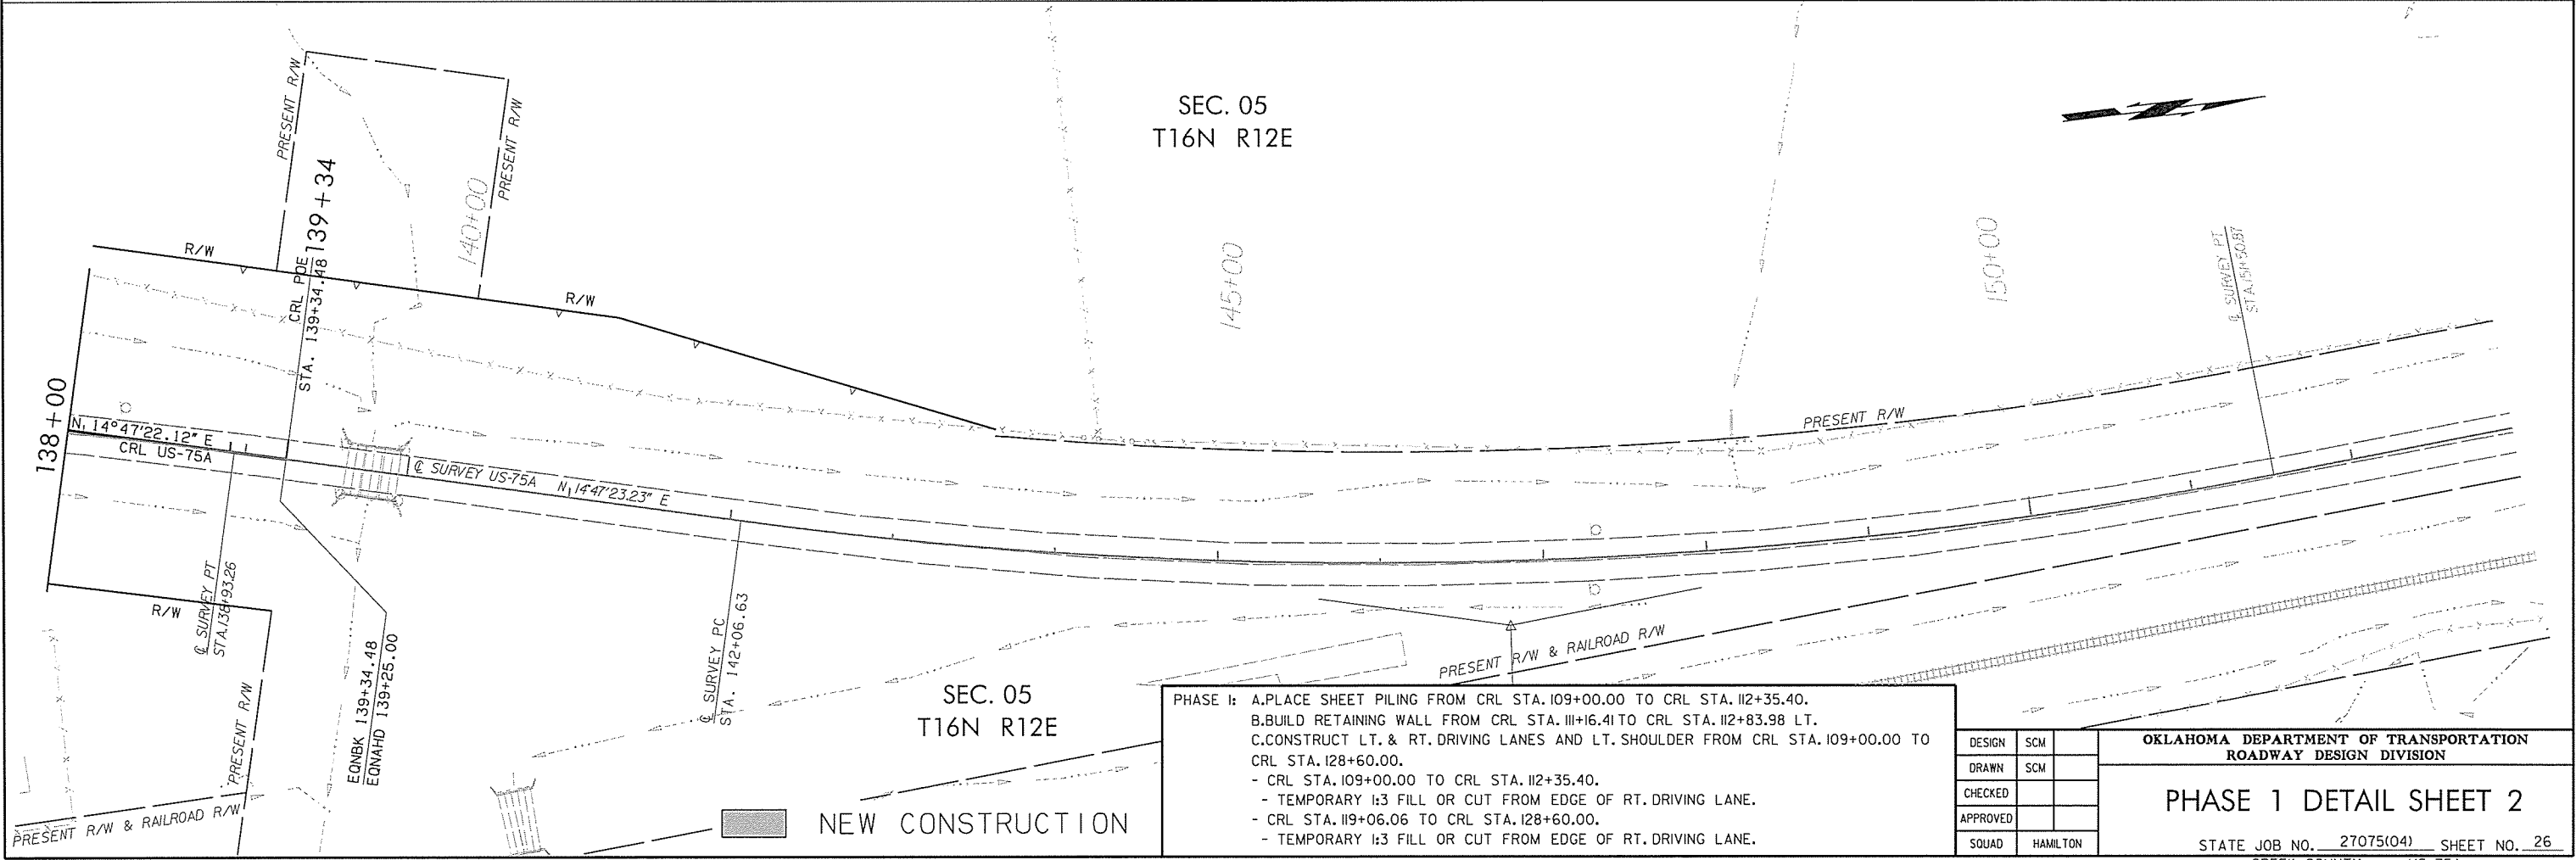 SEC. 05
T16N R12E
PRESENT R/W
PRESENT R/W
CRL POE
STA. 139+34.48
139+34
140+00
145+00
150+00
℄ SURVEY PT
STA.151+50.87
R/W
R/W
138+00
N 14°47'22.12" E
CRL US-75A
℄ SURVEY US-75A N 14°47'23.23" E
PRESENT R/W
R/W
℄ SURVEY PT
STA.138+93.26
EQNBK 139+34.48
EQNAHD 139+25.00
℄ SURVEY PC
STA. 142+06.63
PRESENT R/W
PRESENT R/W & RAILROAD R/W
PRESENT R/W & RAILROAD R/W
SEC. 05
T16N R12E
NEW CONSTRUCTION
PHASE 1: A.PLACE SHEET PILING FROM CRL STA. 109+00.00 TO CRL STA. 112+35.40.
B.BUILD RETAINING WALL FROM CRL STA. 111+16.41 TO CRL STA. 112+83.98 LT.
C.CONSTRUCT LT. & RT. DRIVING LANES AND LT. SHOULDER FROM CRL STA. 109+00.00 TO
CRL STA. 128+60.00.
- CRL STA. 109+00.00 TO CRL STA. 112+35.40.
- TEMPORARY 1:3 FILL OR CUT FROM EDGE OF RT. DRIVING LANE.
- CRL STA. 119+06.06 TO CRL STA. 128+60.00.
- TEMPORARY 1:3 FILL OR CUT FROM EDGE OF RT. DRIVING LANE.
DESIGN SCM
DRAWN SCM
CHECKED
APPROVED
SQUAD HAMILTON
OKLAHOMA DEPARTMENT OF TRANSPORTATION
ROADWAY DESIGN DIVISION
PHASE 1 DETAIL SHEET 2
STATE JOB NO. 27075(04) SHEET NO. 26